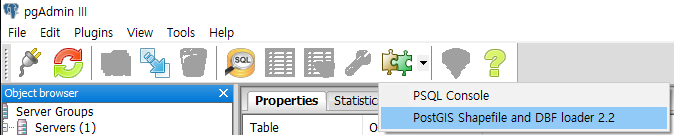 pgAdmin III
File Edit Plugins View Tools Help
SQL
PSQL Console
PostGIS Shapefile and DBF loader 2.2
Object browser
Server Groups
Servers (1)
Properties Statistic
Table